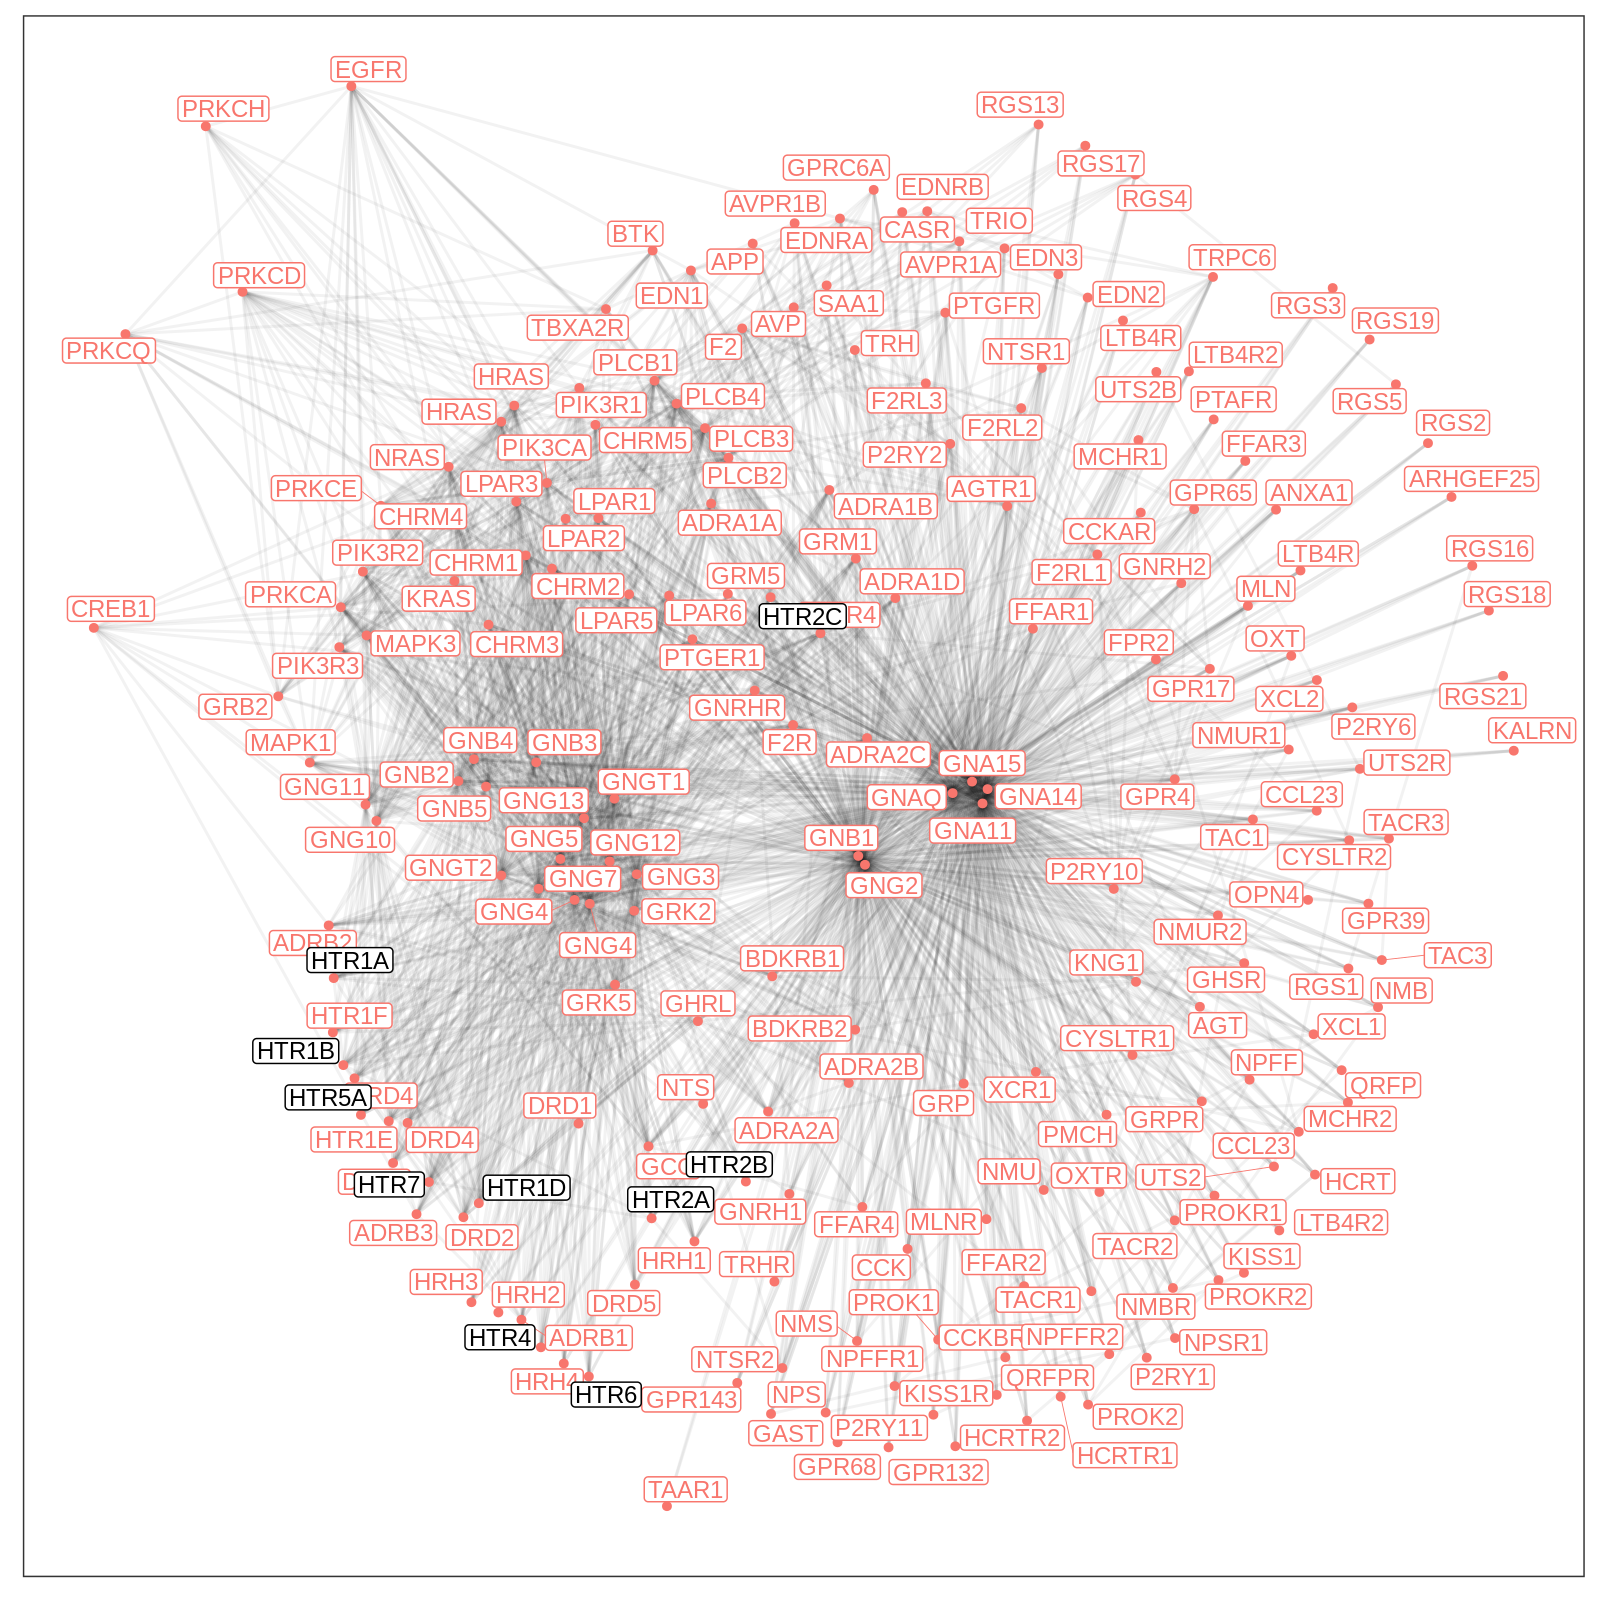 EGFR
PRKCH
RGS13
RGS17
GPRC6A
EDNRB
RGS4
AVPR1B
TRIO
CASR
BTK
EDNRA
APP
AVPR1A
EDN3
TRPC6
PRKCD
EDN1
SAA1
PTGFR
EDN2
RGS3
TBXA2R
AVP
RGS19
PRKCQ
F2
TRH
NTSR1
LTB4R
LTB4R2
PLCB1
HRAS
UTS2B
PLCB4
F2RL3
PTAFR
RGS5
HRAS
PIK3R1
RGS2
CHRM5
PLCB3
F2RL2
FFAR3
PIK3CA
NRAS
P2RY2
MCHR1
PLCB2
ARHGEF25
LPAR3
PRKCE
AGTR1
GPR65
ANXA1
LPAR1
ADRA1B
CHRM4
ADRA1A
CCKAR
LPAR2
GRM1
PIK3R2
LTB4R
RGS16
CHRM1
GNRH2
F2RL1
GRM5
ADRA1D
CHRM2
MLN
PRKCA
RGS18
KRAS
CREB1
LPAR6
FFAR1
HTR2C
R4
LPAR5
MAPK3
CHRM3
FPR2
OXT
PTGER1
PIK3R3
GPR17
XCL2
RGS21
GRB2
GNRHR
P2RY6
KALRN
NMUR1
MAPK1
GNB4
GNB3
F2R
ADRA2C
UTS2R
GNA15
GNB2
GNGT1
GNG11
GNAQ
GNA14
GPR4
CCL23
GNG13
GNB5
TACR3
GNA11
TAC1
GNG10
GNG5
GNG12
GNB1
CYSLTR2
GNGT2
GNG7
GNG3
GNG2
P2RY10
OPN4
GNG4
GRK2
GPR39
NMUR2
ADRB2
GNG4
TAC3
HTR1A
BDKRB1
KNG1
GHSR
RGS1
NMB
GRK5
GHRL
HTR1F
BDKRB2
AGT
XCL1
CYSLTR1
HTR1B
NPFF
ADRA2B
QRFP
NTS
XCR1
HTR5A
RD4
DRD1
GRP
GRPR
MCHR2
ADRA2A
PMCH
HTR1E
DRD4
CCL23
GC
HTR2B
NMU
OXTR
UTS2
HCRT
D
HTR7
HTR1D
HTR2A
GNRH1
PROKR1
FFAR4
MLNR
LTB4R2
ADRB3
DRD2
TACR2
KISS1
HRH1
TRHR
CCK
FFAR2
HRH3
HRH2
PROKR2
DRD5
PROK1
TACR1
NMBR
NMS
HTR4
ADRB1
CCKBR
NPFFR2
NPSR1
NTSR2
NPFFR1
QRFPR
P2RY1
HRH4
HTR6
GPR143
NPS
KISS1R
PROK2
GAST
P2RY11
HCRTR2
HCRTR1
GPR68
GPR132
TAAR1